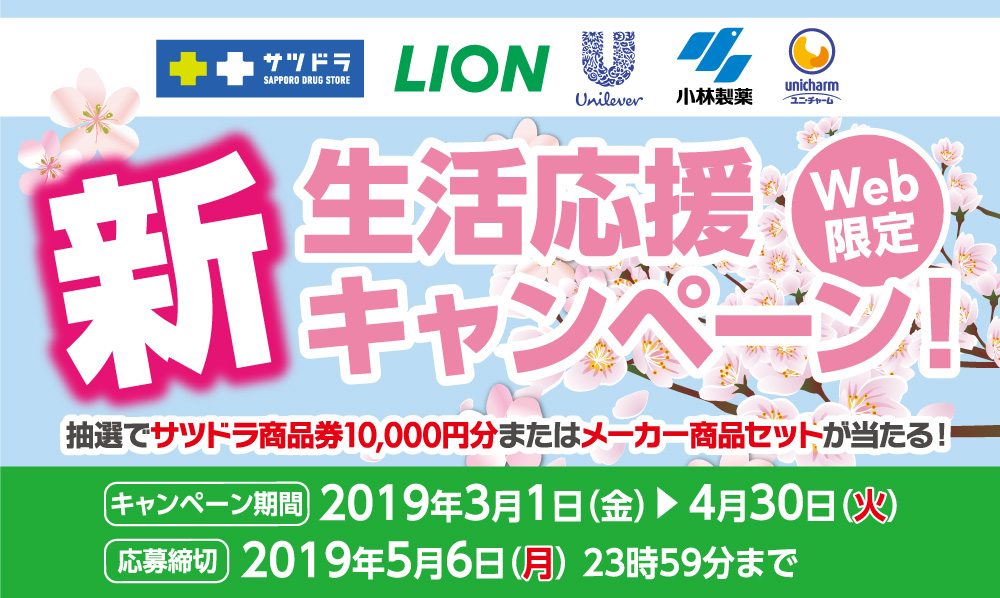 サツドラ
SAPPORO DRUG STORE
LION
Unilever
小林製薬
unicharm
ユニ・チャーム
新
生活応援
キャンペーン!
Web
限定
抽選でサツドラ商品券10,000円分またはメーカー商品セットが当たる!
キャンペーン期間 2019年3月1日(金)▶4月30日(火)
応募締切 2019年5月6日(月) 23時59分まで